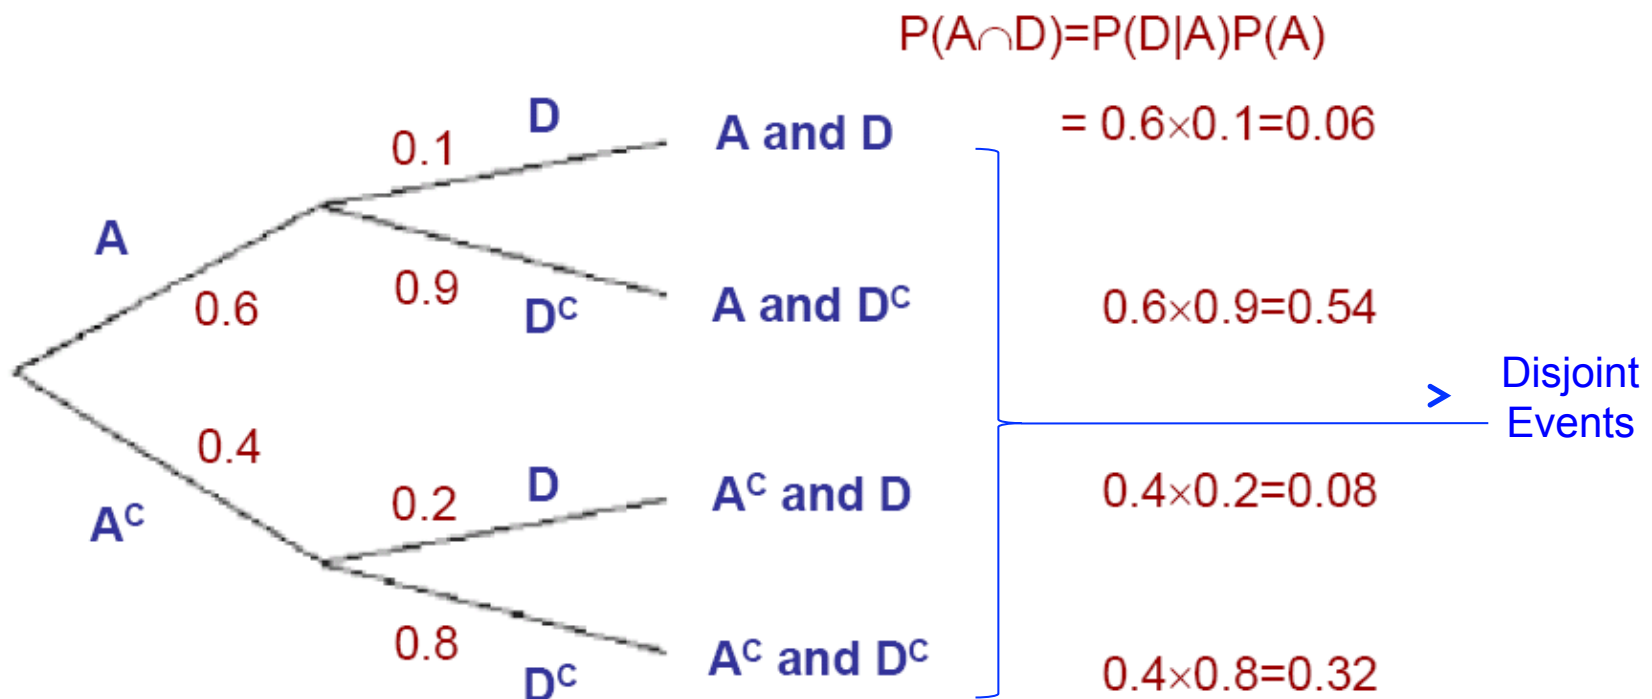 P(A∩D)=P(D|A)P(A)
D
0.1
A and D
= 0.6×0.1=0.06
A
0.6
0.9
Dᶜ
A and Dᶜ
0.6×0.9=0.54
Disjoint
Events
0.4
Aᶜ
0.2
D
Aᶜ and D
0.4×0.2=0.08
0.8
Dᶜ
Aᶜ and Dᶜ
0.4×0.8=0.32